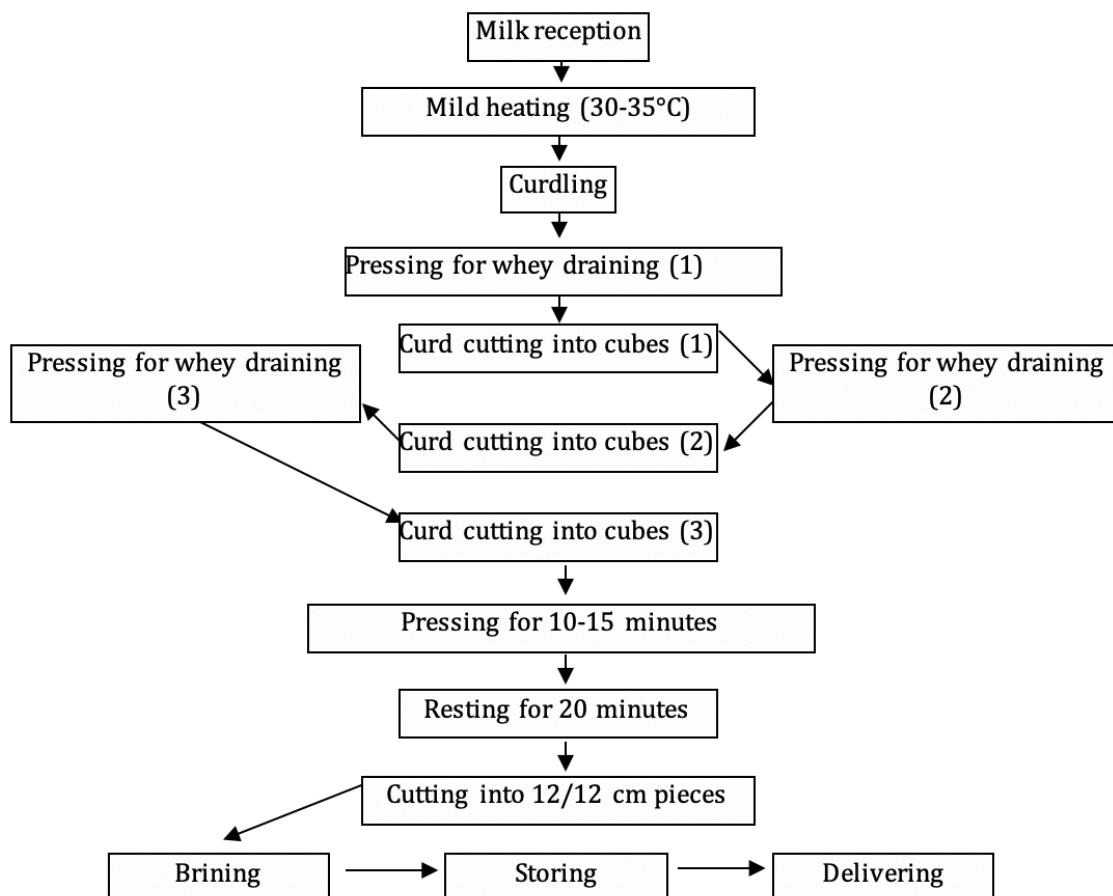 Milk reception
Mild heating (30-35°C)
Curdling
Pressing for whey draining (1)
Curd cutting into cubes (1)
Pressing for whey draining
(2)
Curd cutting into cubes (2)
Pressing for whey draining
(3)
Curd cutting into cubes (3)
Pressing for 10-15 minutes
Resting for 20 minutes
Cutting into 12/12 cm pieces
Brining
Storing
Delivering